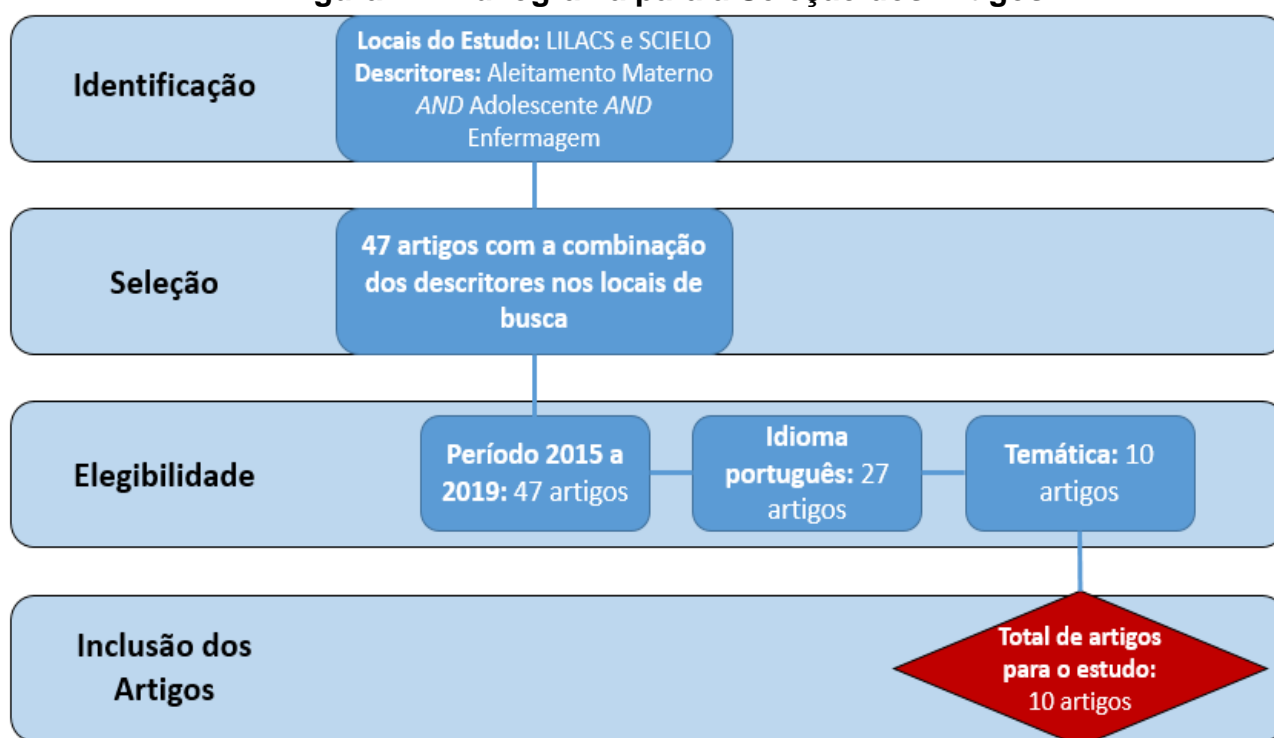 Locais do Estudo: LILACS e SCIELO
Descritores: Aleitamento Materno
AND Adolescente AND
Enfermagem
Identificação
47 artigos com a combinação
dos descritores nos locais de
busca
Seleção
Período 2015 a
2019: 47 artigos
Idioma
português: 27
artigos
Temática: 10
artigos
Elegibilidade
Total de artigos
para o estudo:
10 artigos
Inclusão dos
Artigos